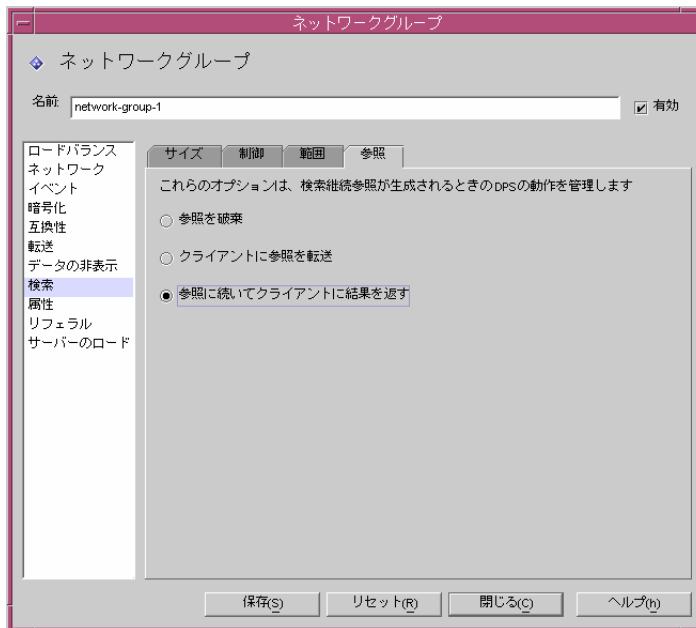 ネットワークグループ
ネットワークグループ
名前: network-group-1 有効
ロードバランス
ネットワーク
イベント
暗号化
互換性
転送
データの非表示
検索
属性
リフェラル
サーバーのロード
サイズ 制御 範囲 参照
これらのオプションは、検索継続参照が生成されるときのDPSの動作を管理します
参照を破棄
クライアントに参照を転送
参照に続いてクライアントに結果を返す
保存(S) リセット(R) 閉じる(C) ヘルプ(h)